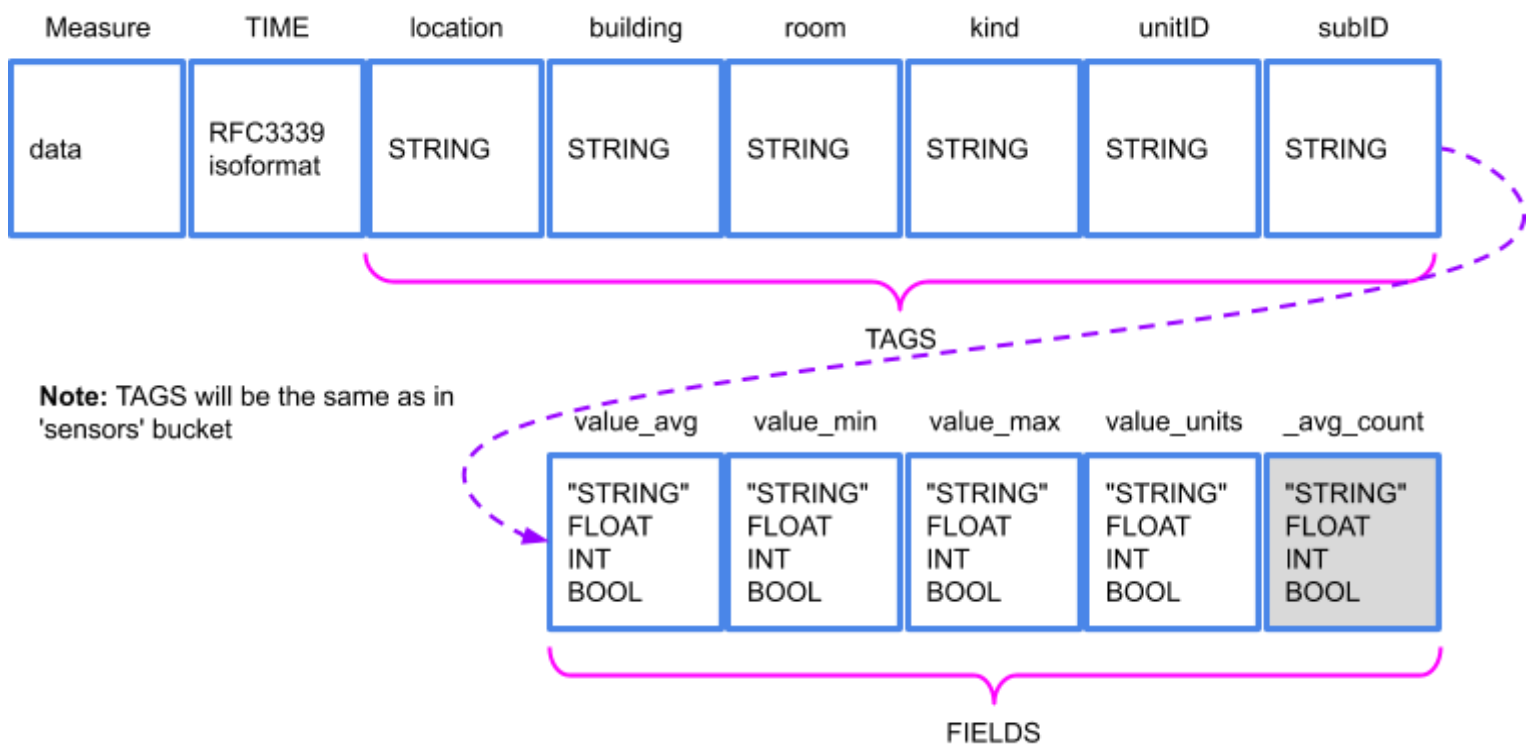 Measure TIME location building room kind unitID subID
data RFC3339 isoformat STRING STRING STRING STRING STRING STRING
TAGS
Note: TAGS will be the same as in
'sensors' bucket
value_avg value_min value_max value_units _avg_count
"STRING" "STRING" "STRING" "STRING" "STRING"
FLOAT FLOAT FLOAT FLOAT FLOAT
INT INT INT INT INT
BOOL BOOL BOOL BOOL BOOL
FIELDS